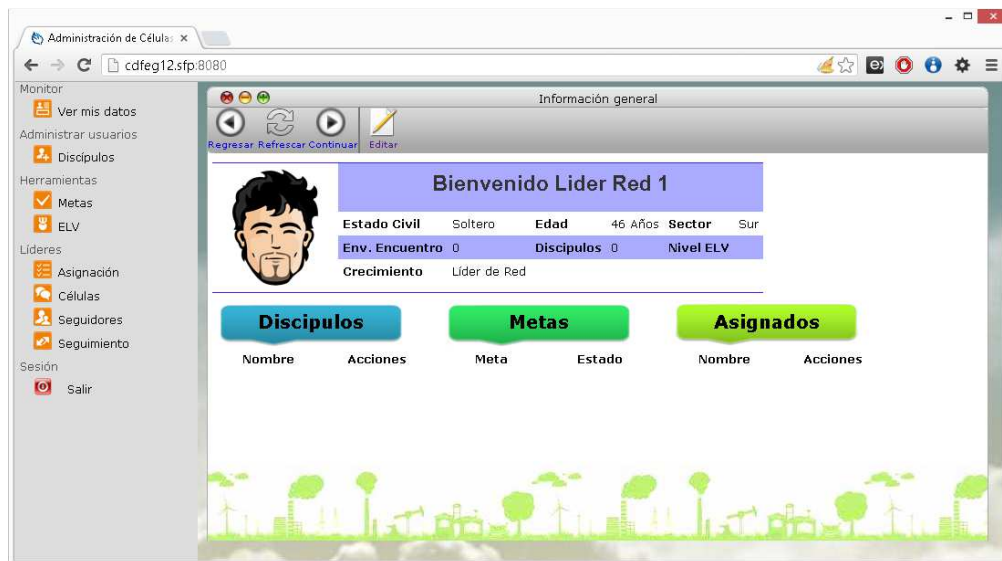 Administración de Célula:
cdfeg12.sfp:8080
Monitor
Ver mis datos
Administrar usuarios
Discípulos
Herramientas
Metas
ELV
Líderes
Asignación
Células
Seguidores
Seguimiento
Sesión
Salir
Información general
Regresar Refrescar Continuar Editar
Bienvenido Lider Red 1
Estado Civil Soltero Edad 46 Años Sector Sur
Env. Encuentro 0 Discipulos 0 Nivel ELV
Crecimiento Líder de Red
Discipulos Metas Asignados
Nombre Acciones Meta Estado Nombre Acciones